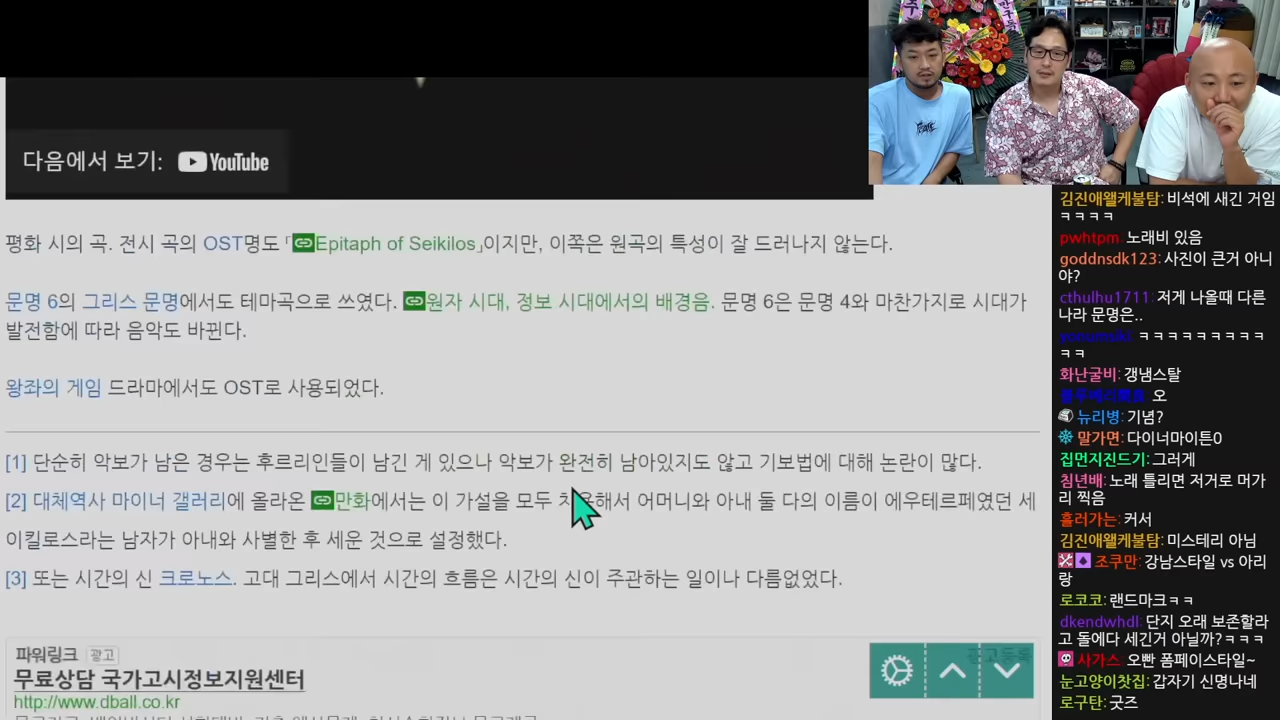 다음에서 보기: YouTube
평화 시의 곡. 전시 곡의 OST명도 「Epitaph of Seikilos」이지만, 이쪽은 원곡의 특성이 잘 드러나지 않는다.
문명 6의 그리스 문명에서도 테마곡으로 쓰였다. 원자 시대, 정보 시대에서의 배경음. 문명 6은 문명 4와 마찬가지로 시대가
발전함에 따라 음악도 바뀐다.
왕좌의 게임 드라마에서도 OST로 사용되었다.
[1] 단순히 악보가 남은 경우는 후르리인들이 남긴 게 있으나 악보가 완전히 남아있지도 않고 기보법에 대해 논란이 많다.
[2] 대체역사 마이너 갤러리에 올라온 만화에서는 이 가설을 모두 해서 어머니와 아내 둘 다의 이름이 에우테르페였던 세
이킬로스라는 남자가 아내와 사별한 후 세운 것으로 설정했다.
[3] 또는 시간의 신 크로노스. 고대 그리스에서 시간의 흐름은 시간의 신이 주관하는 일이나 다름없었다.
파워링크 광고
무료상담 국가고시정보지원센터
http://www.dball.co.kr
김진애왤케불탐: 비석에 새긴 거임
ㅋㅋㅋㅋ
pwhtpm: 노래비 있음
goddnsdk123: 사진이 큰거 아니
야?
cthulhu1711: 저게 나올때 다른
나라 문명은..
ㅋㅋㅋㅋㅋㅋㅋㅋㅋ
ㅋㅋ
화난굴비: 갱냄스탈
오
뉴리병: 기념?
말가면: 다이너마이튼0
집먼지진드기: 그러게
침년배: 노래 틀리면 저거로 머가
리 찍음
흘러가는: 커서
김진애왤케불탐: 미스테리 아님
조쿠만: 강남스타일 vs 아리
랑
로코코: 랜드마크ㅋㅋ
dkendwhdl: 단지 오래 보존할라
고 돌에다 세긴거 아닐까?ㅋㅋㅋ
사가스: 오빤 폼페이스타일~
눈고양이찻집: 갑자기 신명나네
로구탄: 굿즈